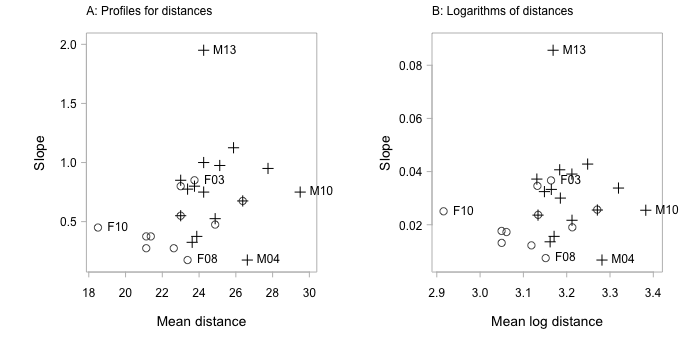 A: Profiles for distances
B: Logarithms of distances
2.0
1.5
1.0
0.5
Slope
M13
F03
M10
F10
F08
M04
18 20 22 24 26 28 30
Mean distance
0.08
0.06
0.04
0.02
Slope
M13
F03
F10
M10
F08
M04
2.9 3.0 3.1 3.2 3.3 3.4
Mean log distance